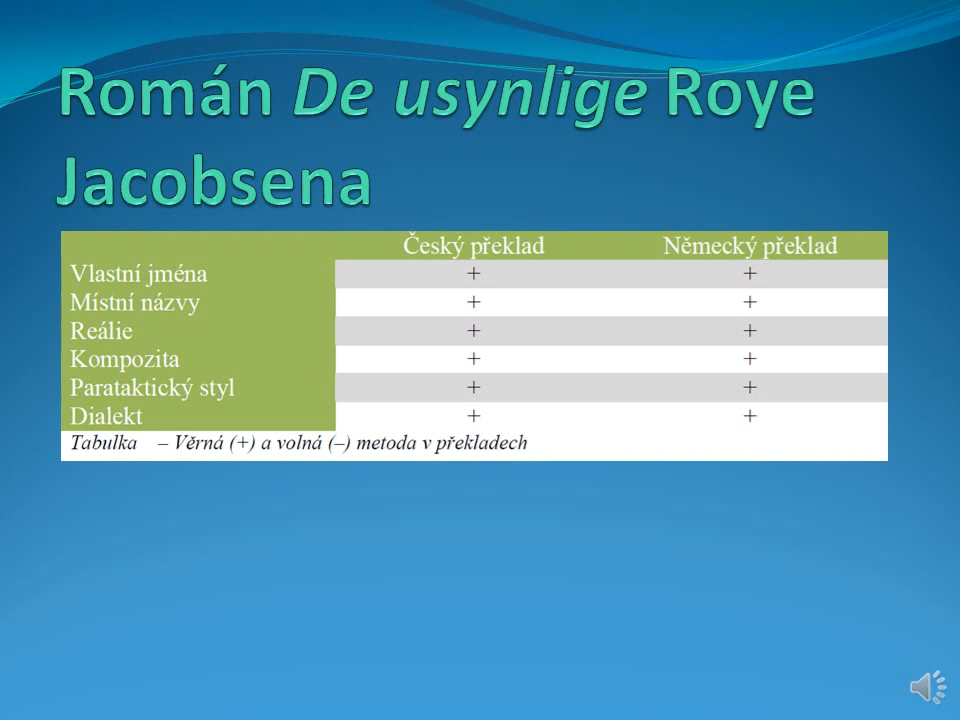 Román De usynlige Roye
Jacobsena
Český překlad Německý překlad
Vlastní jména + +
Místní názvy + +
Reálie + +
Kompozita + +
Parataktický styl + +
Dialekt + +
Tabulka – Věrná (+) a volná (–) metoda v překladech